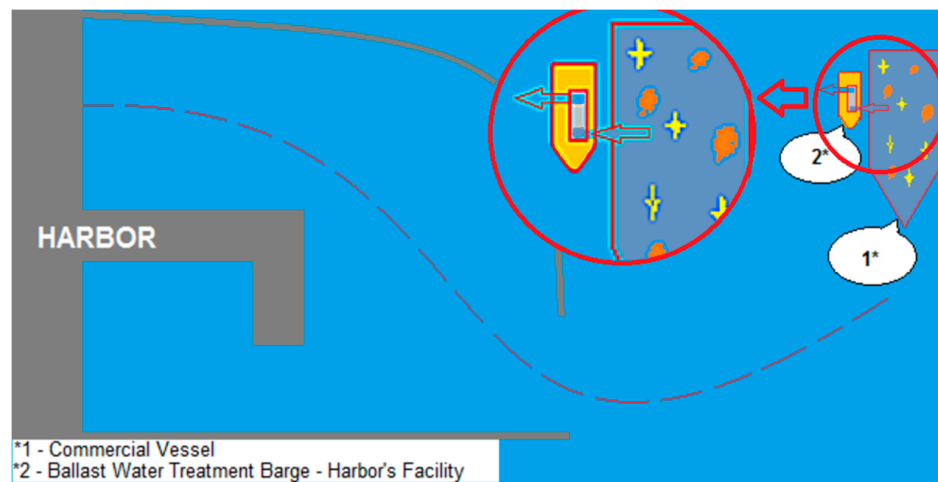 HARBOR
2*
1*
*1 - Commercial Vessel
*2 - Ballast Water Treatment Barge - Harbor's Facility